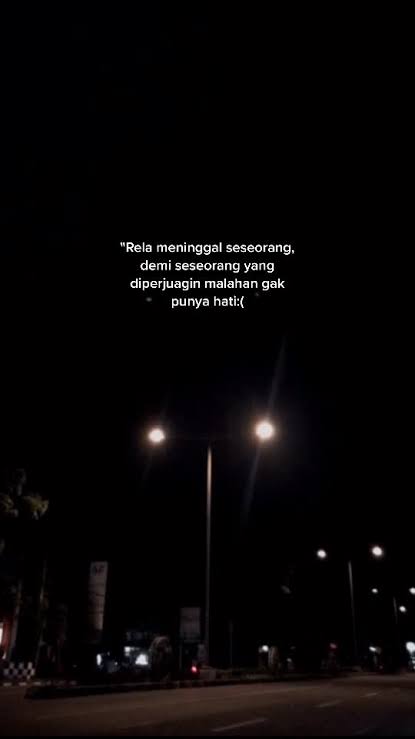 "Rela meninggal seseorang,
demi seseorang yang
diperjuagin malahan gak
punya hati:(